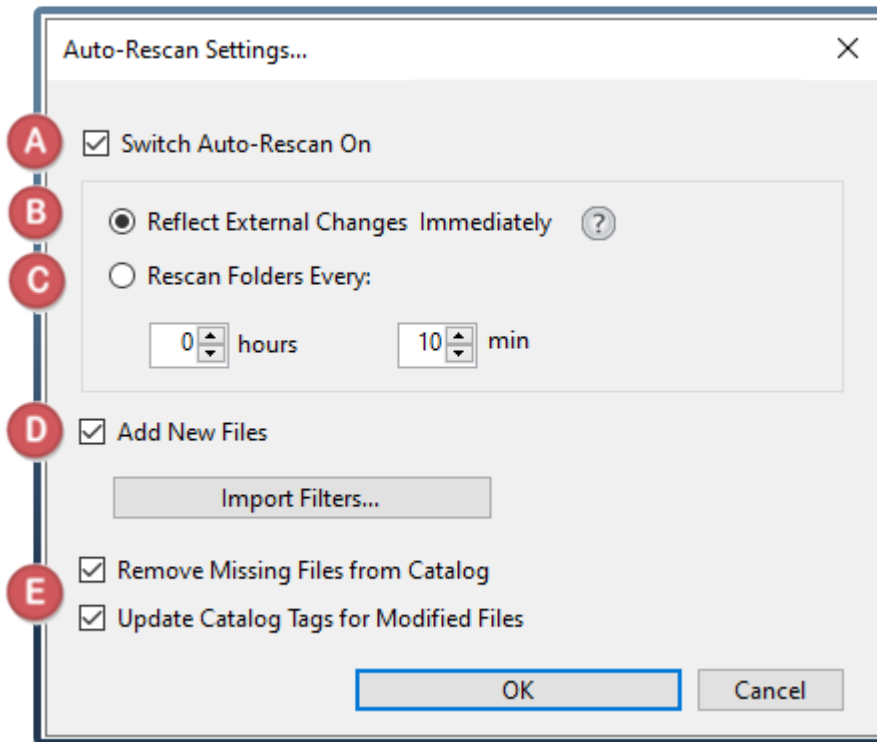 Auto-Rescan Settings...
A
Switch Auto-Rescan On
B
Reflect External Changes Immediately ?
C
Rescan Folders Every:
0 hours 10 min
D
Add New Files
Import Filters...
E
Remove Missing Files from Catalog
Update Catalog Tags for Modified Files
OK Cancel